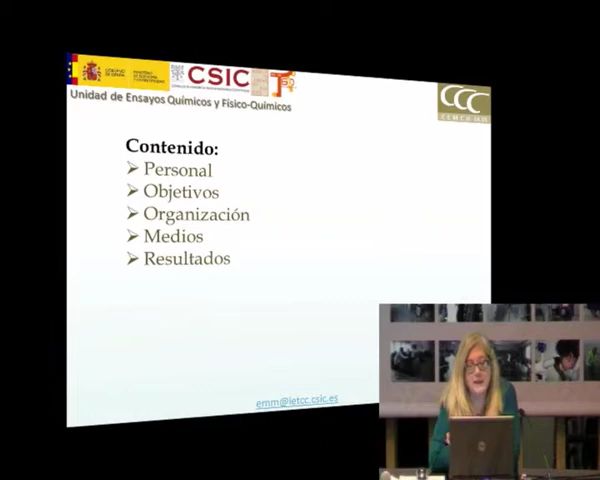 CSIC
Unidad de Ensayos Químicos y Físico-Químicos
CCC
Contenido:
Personal
Objetivos
Organización
Medios
Resultados
emm@ietcc.csic.es